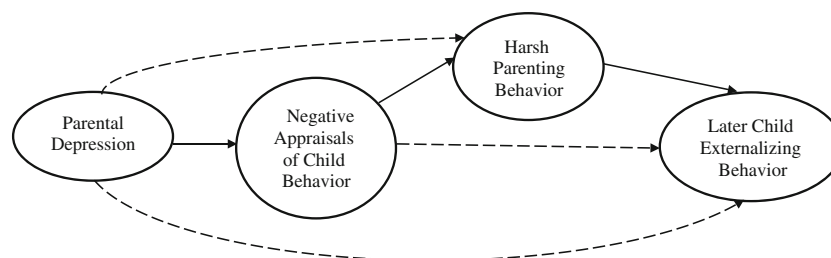 Parental
Depression
Negative
Appraisals
of Child
Behavior
Harsh
Parenting
Behavior
Later Child
Externalizing
Behavior